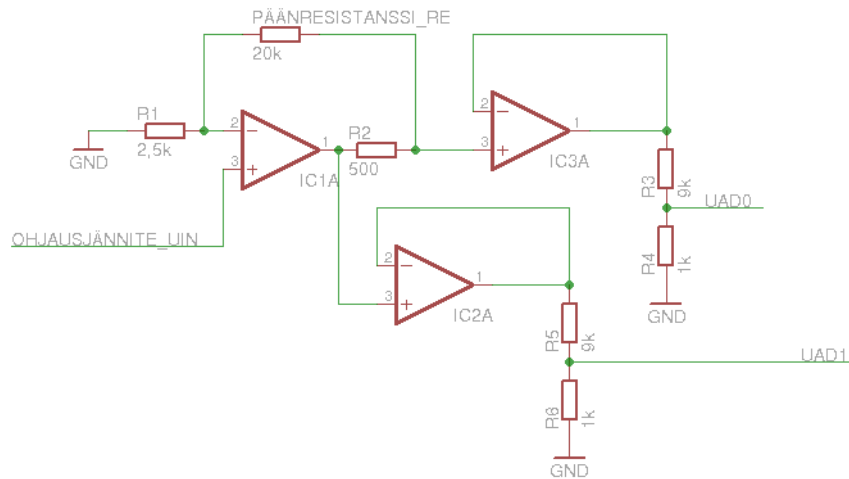 PÄÄNRESISTANSSI_RE
20k
R1
2,5k
GND
2
3
1
IC1A
R2
500
2
3
1
IC3A
R3
9k
UAD0
R4
1k
GND
OHJAUSJÄNNITE_UIN
2
3
1
IC2A
R5
9k
UAD1
R6
1k
GND